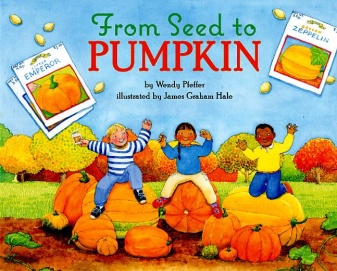 From Seed to
PUMPKIN
by Wendy Pfeffer
illustrated by James Graham Hale
EMPEROR
ZEPPELIN